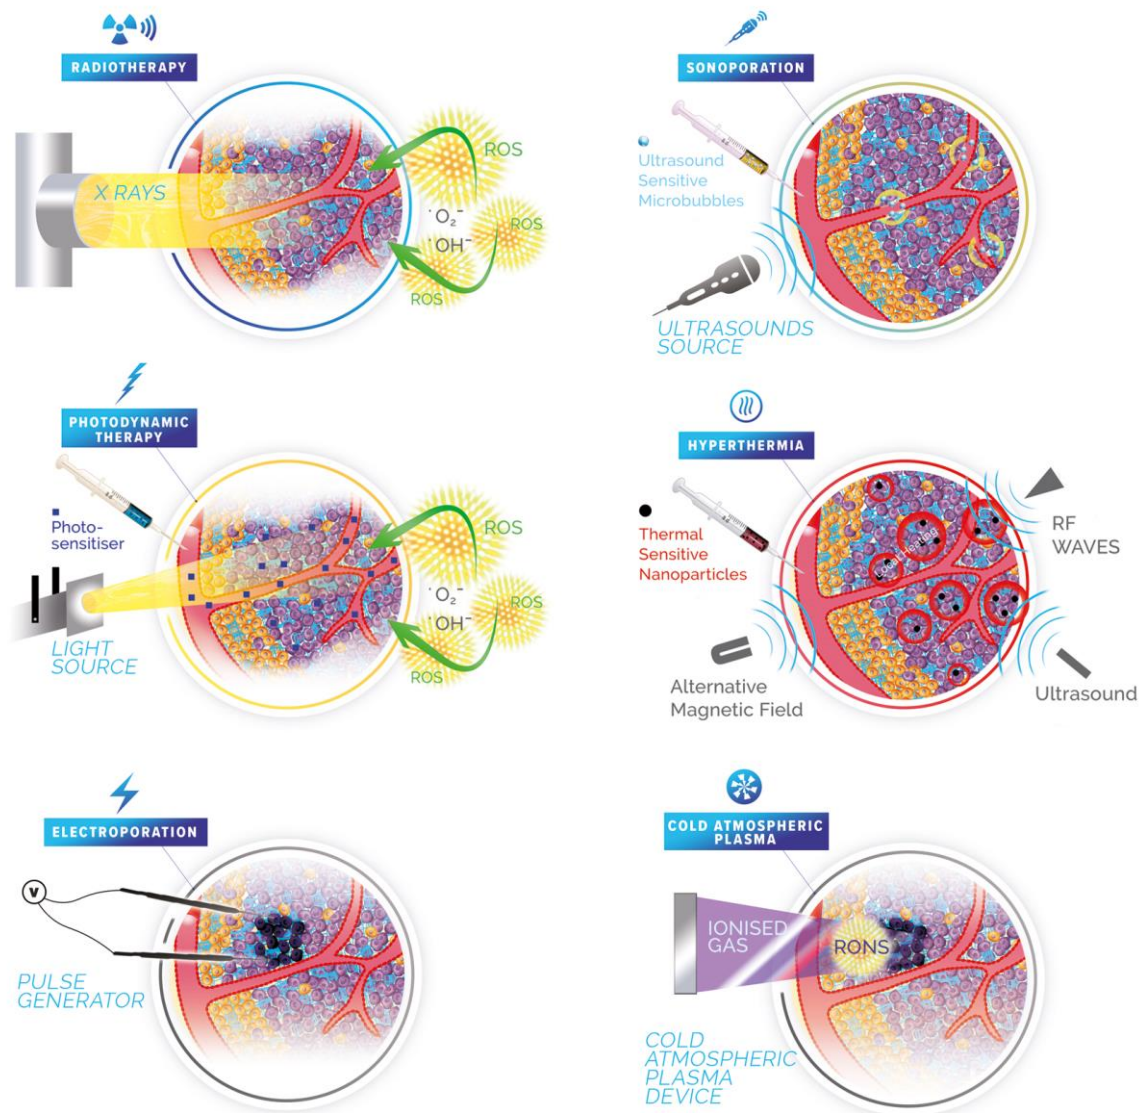 RADIOTHERAPY
X RAYS
ROS
ROS
·O₂⁻
·OH⁻
ROS
SONOPORATION
Ultrasound
Sensitive
Microbubbles
ULTRASOUNDS
SOURCE
PHOTODYNAMIC
THERAPY
Photo-
sensitiser
LIGHT
SOURCE
ROS
ROS
·O₂⁻
·OH⁻
ROS
HYPERTHERMIA
Thermal
Sensitive
Nanoparticles
RF
WAVES
Alternative
Magnetic Field
Ultrasound
ELECTROPORATION
V
PULSE
GENERATOR
COLD ATMOSPHERIC
PLASMA
IONISED
GAS
RONS
COLD
ATMOSPHERIC
PLASMA
DEVICE